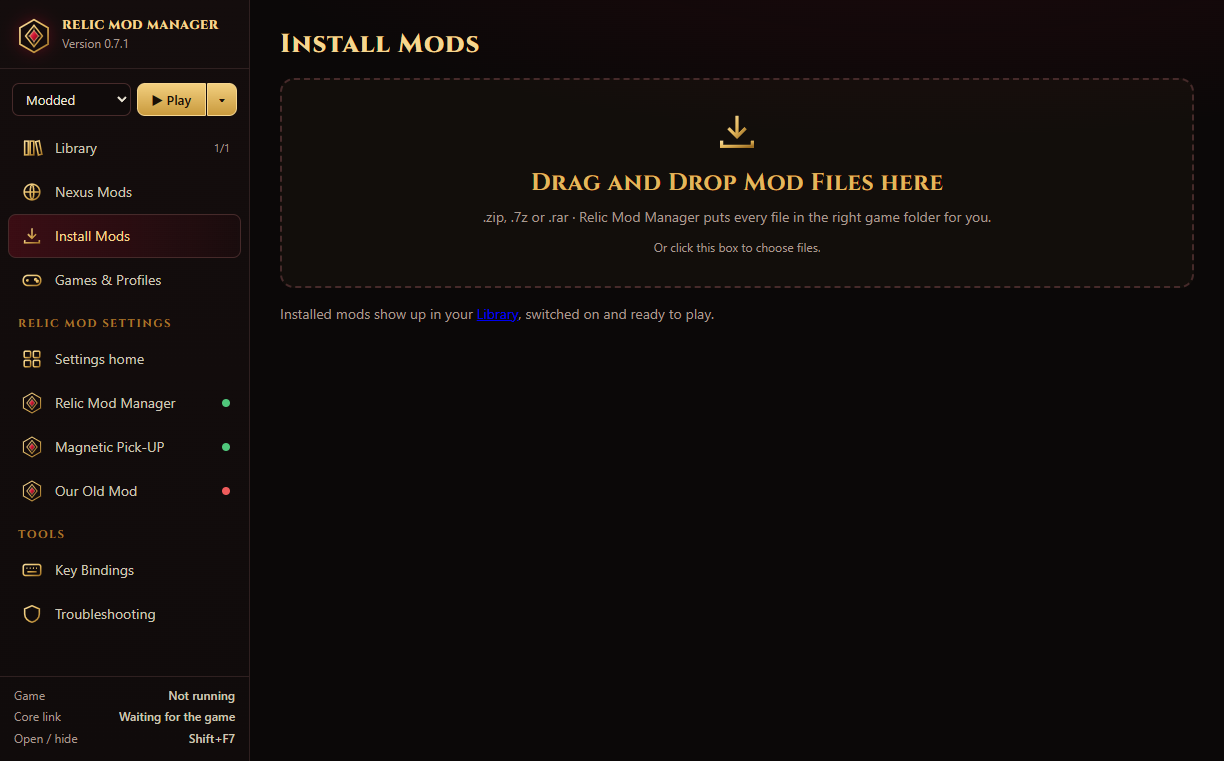 RELIC MOD MANAGER
Version 0.7.1
Modded
Play
Library 1/1
Nexus Mods
Install Mods
Games & Profiles
RELIC MOD SETTINGS
Settings home
Relic Mod Manager
Magnetic Pick-UP
Our Old Mod
TOOLS
Key Bindings
Troubleshooting
Game Not running
Core link Waiting for the game
Open / hide Shift+F7
Install Mods
Drag and Drop Mod Files here
.zip, .7z or .rar · Relic Mod Manager puts every file in the right game folder for you.
Or click this box to choose files.
Installed mods show up in your Library, switched on and ready to play.